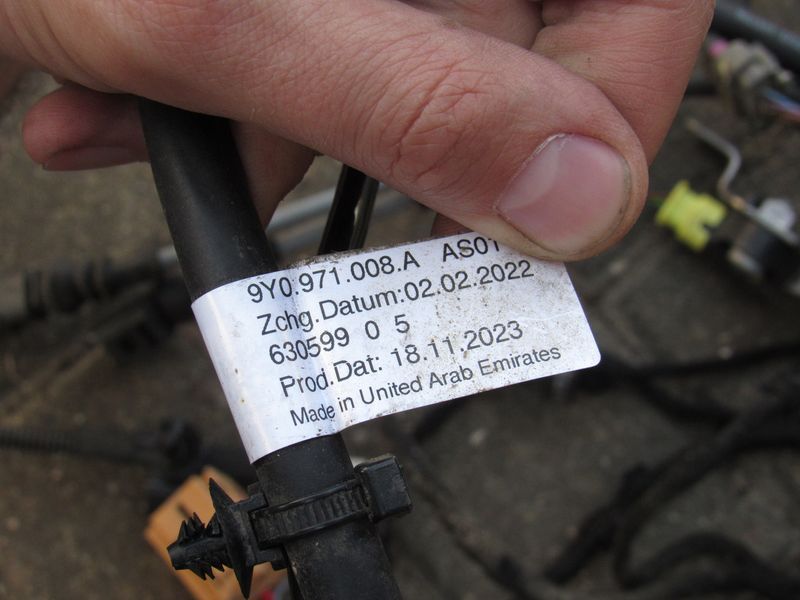 9Y0.971.008.A AS01
Zchg.Datum:02.02.2022
630599 0 5
Prod.Dat: 18.11.2023
Made in United Arab Emirates